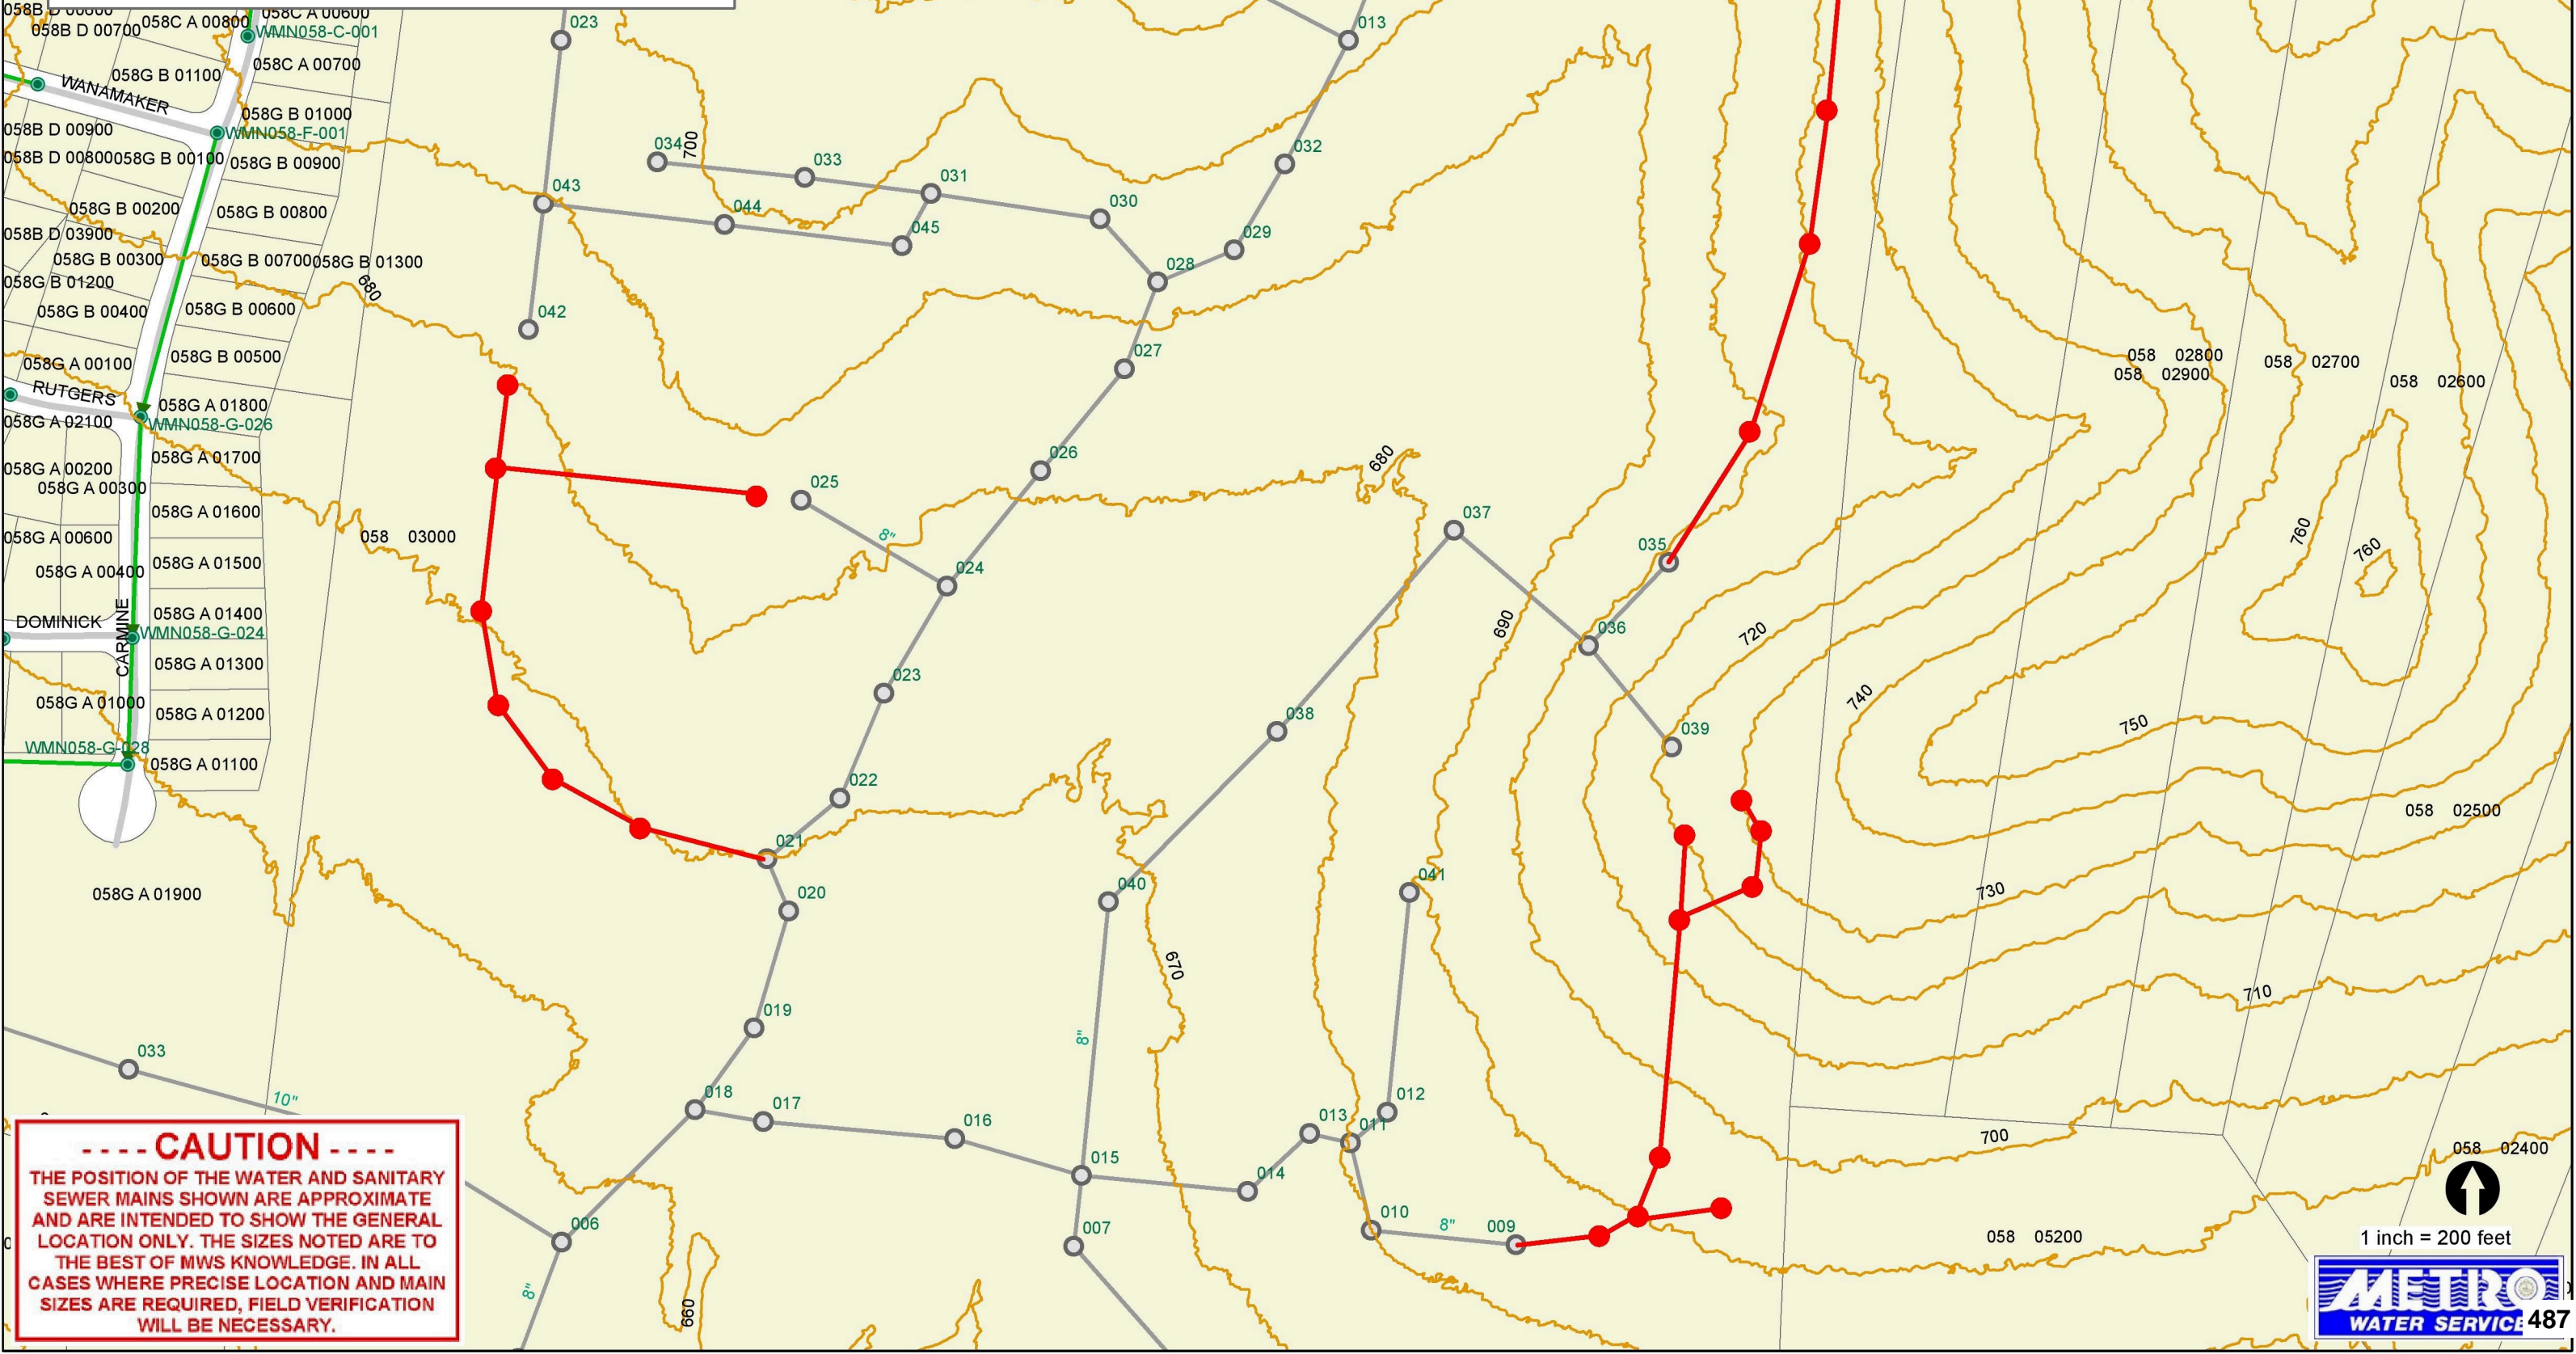 058C A 00600
058C A 00800
WMN058-C-001
058B D 00700
023
013
058C A 00700
058G B 01100
WANAMAKER
058G B 01000
WMN058-F-001
058B D 00900
700
034
033
032
058B D 00800
058G B 00100
058G B 00900
031
043
030
044
058G B 00200
058G B 00800
045
029
058B D 03900
058G B 00300
058G B 00700
058G B 01300
028
058G B 01200
680
058G B 00400
058G B 00600
042
027
058 02800
058 02700
058G B 00500
058G A 00100
058 02900
058 02600
RUTGERS
058G A 01800
058G A 02100
WMN058-G-026
058G A 01700
026
680
058G A 00200
058G A 00300
025
058G A 01600
037
058 03000
8"
760
058G A 00600
035
760
058G A 00400
058G A 01500
024
058G A 01400
DOMINICK
CARMINE
WMN058-G-024
690
036
720
058G A 01300
023
740
058G A 01000
058G A 01200
038
039
750
WMN058-G-028
058G A 01100
022
058 02500
021
058G A 01900
020
040
041
730
670
710
019
8"
033
10"
018
017
016
013
011
012
700
058 02400
015
014
006
007
010
8"
009
058 05200
8"
660
---- CAUTION ----
THE POSITION OF THE WATER AND SANITARY
SEWER MAINS SHOWN ARE APPROXIMATE
AND ARE INTENDED TO SHOW THE GENERAL
LOCATION ONLY. THE SIZES NOTED ARE TO
THE BEST OF MWS KNOWLEDGE. IN ALL
CASES WHERE PRECISE LOCATION AND MAIN
SIZES ARE REQUIRED, FIELD VERIFICATION
WILL BE NECESSARY.
1 inch = 200 feet
METRO
WATER SERVICE
487